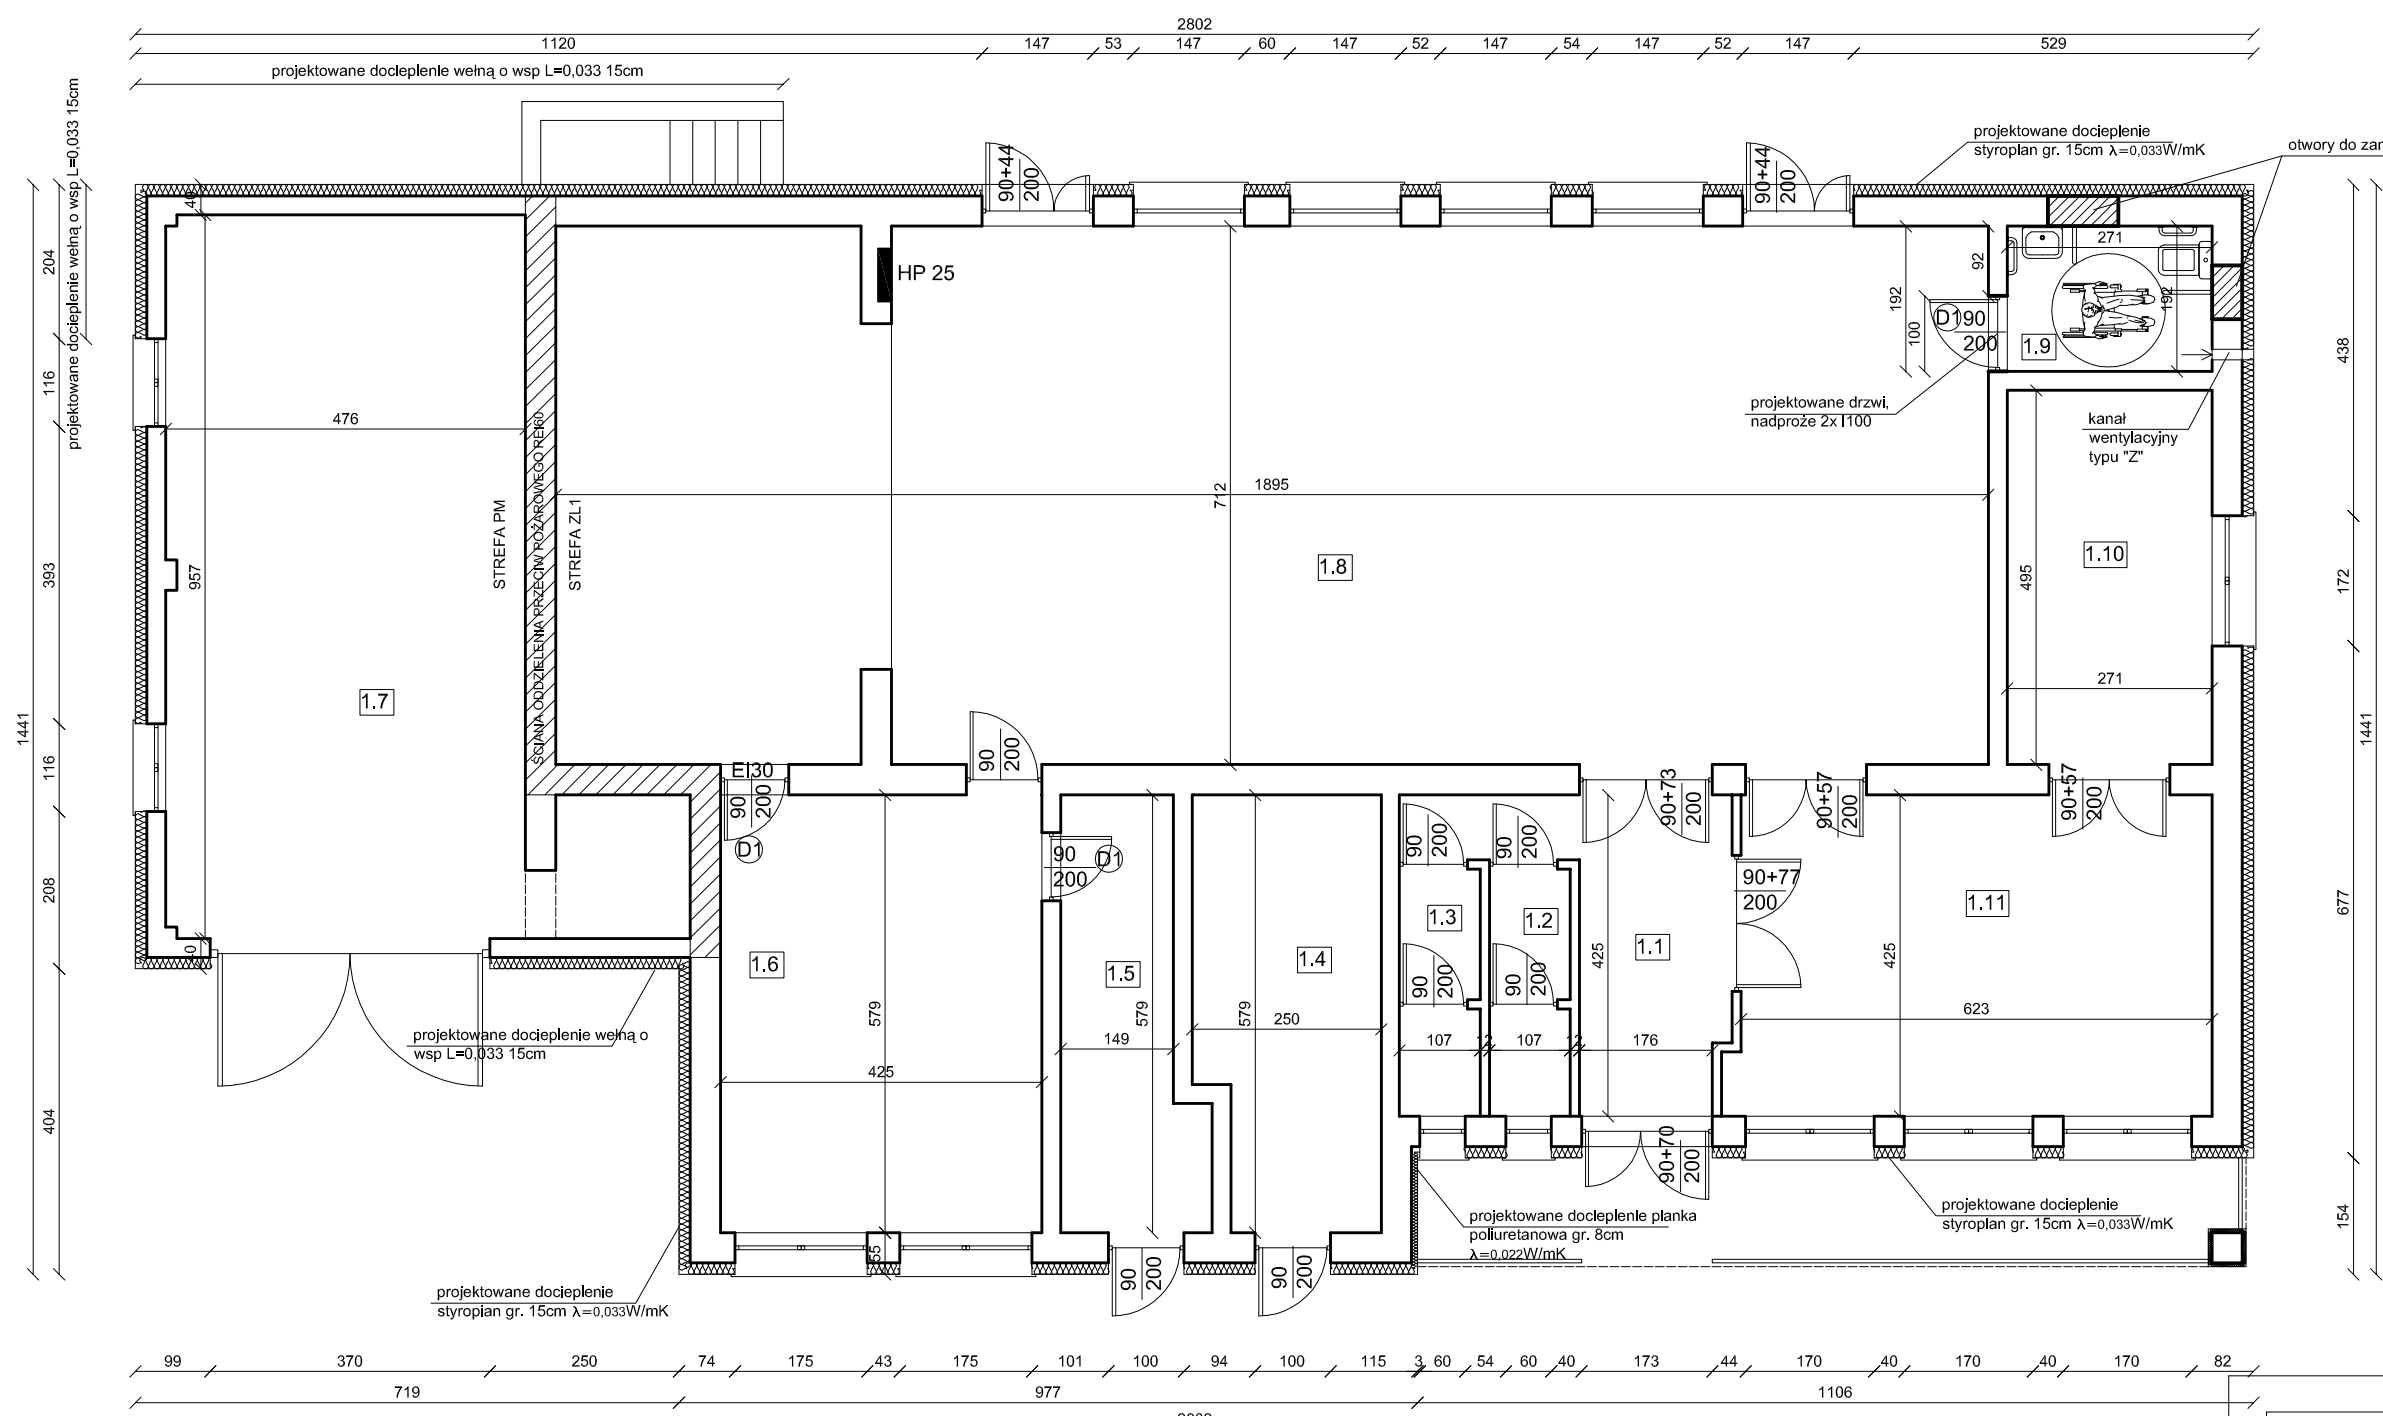 2802
1120 147 53 147 60 147 52 147 54 147 52 147 529
projektowane docieplenie wełną o wsp L=0,033 15cm
projektowane docieplenie wełną o wsp L=0,033 15cm
projektowane docieplenie
styroplan gr. 15cm λ=0,033W/mK
otwory do zar
90+44
200
90+44
200
40
204
116
393
116
208
404
1441
HP 25
271
92
192
100
192
D1
90
200
1.9
438
172
677
154
1441
projektowane drzwi,
nadproże 2x I100
kanał
wentylacyjny
typu "Z"
476
957
STREFA PM
ŚCIANA ODDZIELENIA PRZECIW POŻAROWEGO REI60
STREFA ZL1
1895
712
1.8
1.10
495
271
1.7
EI30
90
200
D1
90
200
90+73
200
90+57
200
90+57
200
90
200
D1
90
200
90
200
90+77
200
1.11
1.3
1.2
1.1
1.6
1.5
1.4
90
200
90
200
425
425
40
579
579
579
250
623
149
107
12
107
12
176
425
projektowane docieplenie wełną o
wsp L=0,033 15cm
90+70
200
projektowane docieplenie planka
poliuretanowa gr. 8cm
λ=0,022W/mK
projektowane docieplenie
styroplan gr. 15cm λ=0,033W/mK
55
90
200
90
200
projektowane docieplenie
styroplan gr. 15cm λ=0,033W/mK
99 370 250 74 175 43 175 101 100 94 100 115 3 60 54 60 40 173 44 170 40 170 40 170 82
719 977 1106